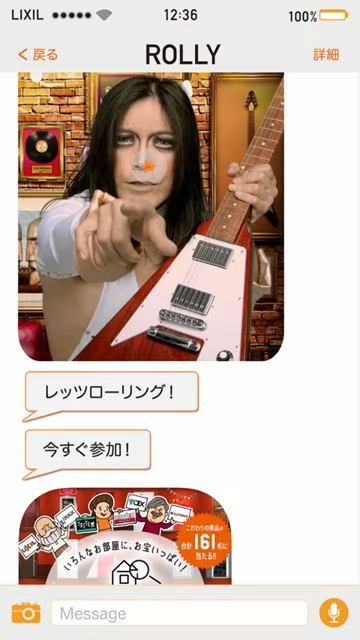 LIXIL 12:36 100%
戻る ROLLY 詳細
レッツローリング!
今すぐ参加!
こだわりの賞品が
合計161名に
当たる!!
いろんなお部屋に、お宝いっぱい!
Message